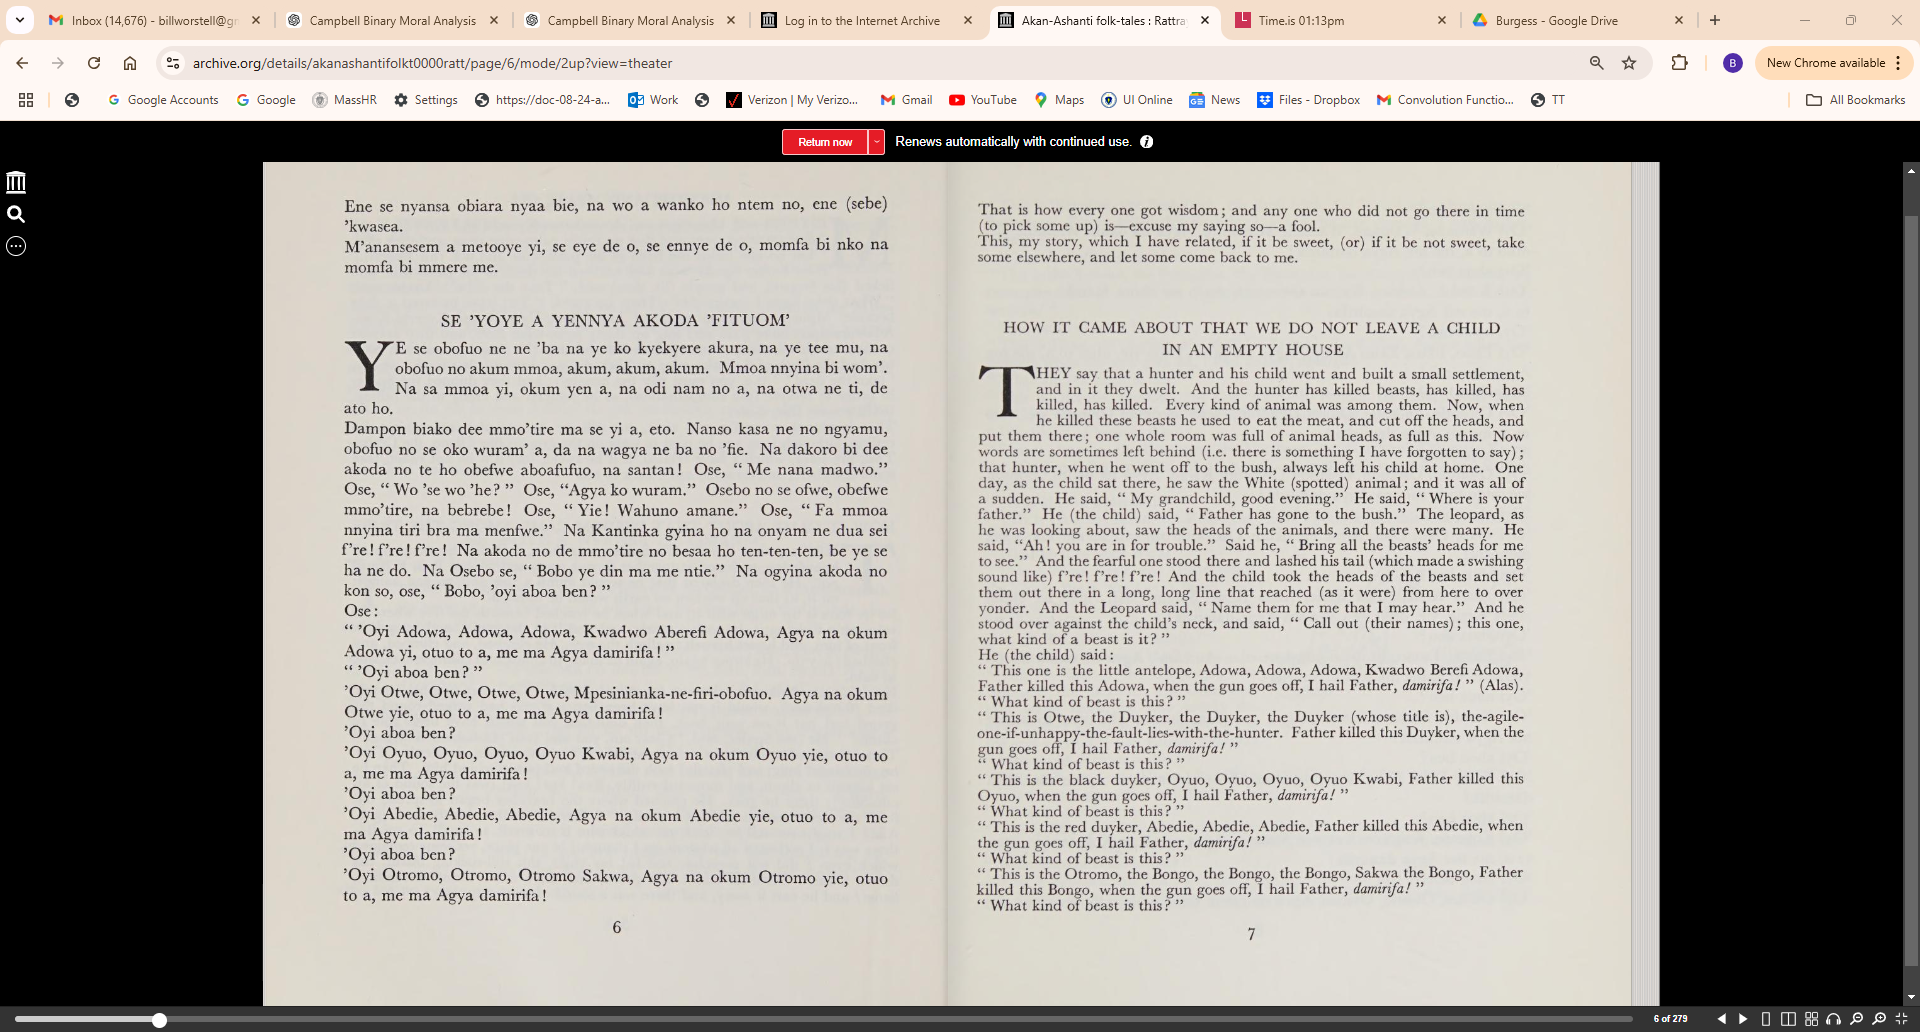 Inbox (14,676) - billworstell@gr
Campbell Binary Moral Analysis
Campbell Binary Moral Analysis
Log in to the Internet Archive
Akan-Ashanti folk-tales : Rattra
Time.is 01:13pm
Burgess - Google Drive
archive.org/details/akanashantifolkt0000ratt/page/6/mode/2up?view=theater
B
New Chrome available
Google Accounts
Google
MassHR
Settings
https://doc-08-24-a...
Work
Verizon | My Verizo...
Gmail
YouTube
Maps
UI Online
News
Files - Dropbox
Convolution Functio...
TT
All Bookmarks
Return now
Renews automatically with continued use.
Ene se nyansa obiara nyaa bie, na wo a wanko ho ntem no, ene (sebe)
’kwasea.
M’anansesem a metooye yi, se eye de o, se ennye de o, momfa bi nko na
momfa bi mmere me.
SE ’YOYE A YENNYA AKODA ’FITUOM’
YE se obofuo ne ne ’ba na ye ko kyekyere akura, na ye tee mu, na
obofuo no akum mmoa, akum, akum, akum. Mmoa nnyina bi wom’.
Na sa mmoa yi, okum yen a, na odi nam no a, na otwa ne ti, de
ato ho.
Dampon biako dee mmo’tire ma se yi a, eto. Nanso kasa ne no ngyamu,
obofuo no se oko wuram’ a, da na wagya ne ba no ’fie. Na dakoro bi dee
akoda no te ho obefwe aboafufuo, na santan! Ose, “ Me nana madwo.”
Ose, “ Wo ’se wo ’he? ” Ose, “Agya ko wuram.” Osebo no se ofwe, obefwe
mmo’tire, na bebrebe! Ose, “ Yie! Wahuno amane.” Ose, “ Fa mmoa
nnyina tiri bra ma menfwe.” Na Kantinka gyina ho na onyam ne dua sei
f’re! f’re! f’re! Na akoda no de mmo’tire no besaa ho ten-ten-ten, be ye se
ha ne do. Na Osebo se, “ Bobo ye din ma me ntie.” Na ogyina akoda no
kon so, ose, “ Bobo, ’oyi aboa ben? ”
Ose:
“ ’Oyi Adowa, Adowa, Adowa, Kwadwo Aberefi Adowa, Agya na okum
Adowa yi, otuo to a, me ma Agya damirifa! ”
“ ’Oyi aboa ben? ”
’Oyi Otwe, Otwe, Otwe, Otwe, Mpesinianka-ne-firi-obofuo. Agya na okum
Otwe yie, otuo to a, me ma Agya damirifa!
’Oyi aboa ben?
’Oyi Oyuo, Oyuo, Oyuo, Oyuo Kwabi, Agya na okum Oyuo yie, otuo to
a, me ma Agya damirifa!
’Oyi aboa ben?
’Oyi Abedie, Abedie, Abedie, Agya na okum Abedie yie, otuo to a, me
ma Agya damirifa!
’Oyi aboa ben?
’Oyi Otromo, Otromo, Otromo Sakwa, Agya na okum Otromo yie, otuo
to a, me ma Agya damirifa!
6
That is how every one got wisdom; and any one who did not go there in time
(to pick some up) is—excuse my saying so—a fool.
This, my story, which I have related, if it be sweet, (or) if it be not sweet, take
some elsewhere, and let some come back to me.
HOW IT CAME ABOUT THAT WE DO NOT LEAVE A CHILD
IN AN EMPTY HOUSE
THEY say that a hunter and his child went and built a small settlement,
and in it they dwelt. And the hunter has killed beasts, has killed, has
killed, has killed. Every kind of animal was among them. Now, when
he killed these beasts he used to eat the meat, and cut off the heads, and
put them there; one whole room was full of animal heads, as full as this. Now
words are sometimes left behind (i.e. there is something I have forgotten to say);
that hunter, when he went off to the bush, always left his child at home. One
day, as the child sat there, he saw the White (spotted) animal; and it was all of
a sudden. He said, “ My grandchild, good evening.” He said, “ Where is your
father.” He (the child) said, “ Father has gone to the bush.” The leopard, as
he was looking about, saw the heads of the animals, and there were many. He
said, “Ah! you are in for trouble.” Said he, “ Bring all the beasts’ heads for me
to see.” And the fearful one stood there and lashed his tail (which made a swishing
sound like) f’re! f’re! f’re! And the child took the heads of the beasts and set
them out there in a long, long line that reached (as it were) from here to over
yonder. And the Leopard said, “ Name them for me that I may hear.” And he
stood over against the child’s neck, and said, “ Call out (their names); this one,
what kind of a beast is it? ”
He (the child) said:
“ This one is the little antelope, Adowa, Adowa, Adowa, Kwadwo Berefi Adowa,
Father killed this Adowa, when the gun goes off, I hail Father, damirifa! ” (Alas).
“ What kind of beast is this? ”
“ This is Otwe, the Duyker, the Duyker, the Duyker (whose title is), the-agile-
one-if-unhappy-the-fault-lies-with-the-hunter. Father killed this Duyker, when the
gun goes off, I hail Father, damirifa! ”
“ What kind of beast is this? ”
“ This is the black duyker, Oyuo, Oyuo, Oyuo, Oyuo Kwabi, Father killed this
Oyuo, when the gun goes off, I hail Father, damirifa! ”
“ What kind of beast is this? ”
“ This is the red duyker, Abedie, Abedie, Abedie, Father killed this Abedie, when
the gun goes off, I hail Father, damirifa! ”
“ What kind of beast is this? ”
“ This is the Otromo, the Bongo, the Bongo, the Bongo, Sakwa the Bongo, Father
killed this Bongo, when the gun goes off, I hail Father, damirifa! ”
“ What kind of beast is this? ”
7
6 of 279